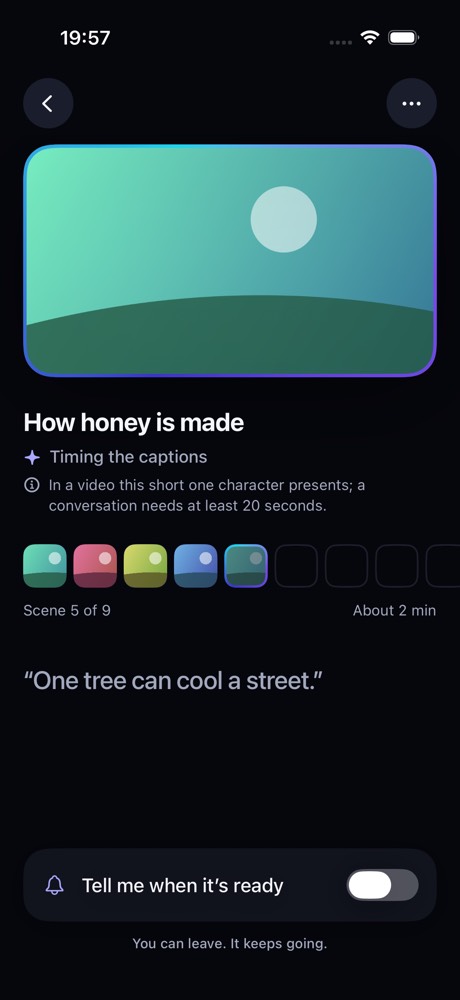 19:57
How honey is made
Timing the captions
In a video this short one character presents; a
conversation needs at least 20 seconds.
Scene 5 of 9
About 2 min
“One tree can cool a street.”
Tell me when it’s ready
You can leave. It keeps going.